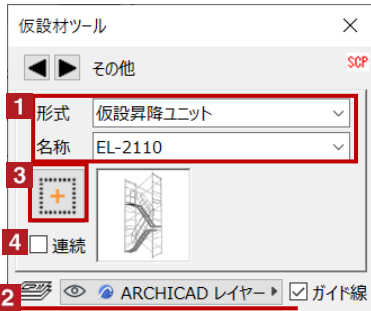 仮設材ツール
その他
SCP
1
形式
仮設昇降ユニット
名称
EL-2110
3
4
連続
2
ARCHICAD レイヤー
ガイド線